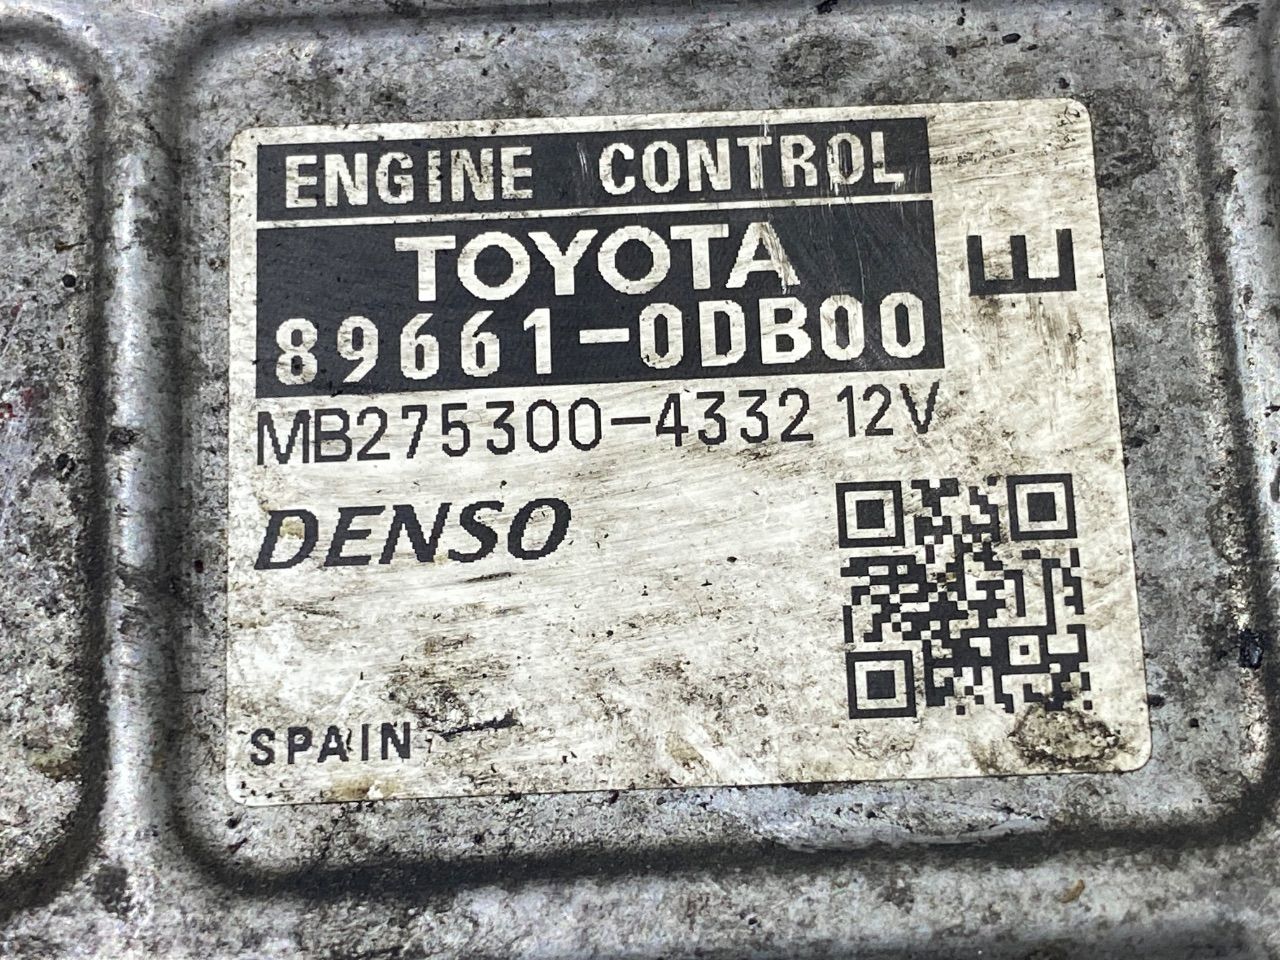 ENGINE CONTROL
TOYOTA
89661-0DB00
E
MB275300-4332 12V
DENSO
SPAIN